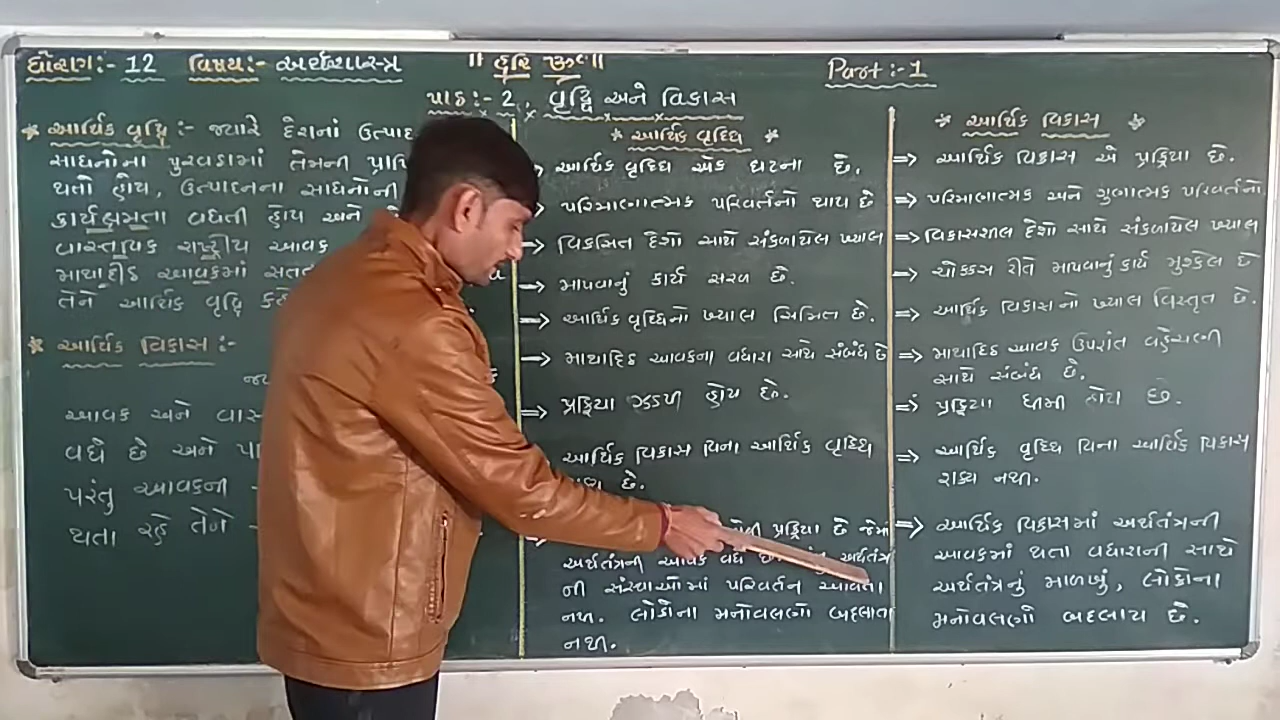 ધોરણ:- 12 વિષય:- અર્થશાસ્ત્ર
॥ હરિ ૐ ॥
Part:-1
પાઠ:- 2, વૃદ્ધિ અને વિકાસ
* આર્થિક વૃદ્ધિ:- જ્યારે દેશનાં
સાધનોના પુરવઠામાં તેમની
થતો હોય, ઉત્પાદનના સાધનોની
કાર્યક્ષમતા વધતી હોય અને
વાસ્તવિક રાષ્ટ્રીય આવક
માથાદીઠ આવકમાં
તેને આર્થિક વૃદ્ધિ
* આર્થિક વિકાસ:-
આવક અને
વધે છે અને
પરંતુ આવકની
થતા રહે તેને
* આર્થિક વૃધ્ધિ *
આર્થિક વૃધ્ધિ એક ઘટના છે.
પરિમાણાત્મક પરિવર્તનો થાય છે
=> વિકસિત દેશો સાથે સંકળાયેલ ખ્યાલ
=> માપવાનું કાર્ય સરળ છે.
=> આર્થિક વૃધ્ધિનો ખ્યાલ સિમિત છે.
=> માથાદિઠ આવકના વધારા સાથે સંબંધ છે
=> પ્રક્રિયા ઝડપી હોય છે.
આર્થિક વિકાસ વિના આર્થિક વૃધ્ધિ
છે.
પ્રક્રિયા છે જેમાં
અર્થતંત્રની આવક વધે અર્થતંત્ર
ની સંસ્થાઓમાં પરિવર્તન આવતા
નથી. લોકોના મનોવલણો બદલાતા
નથી.
* આર્થિક વિકાસ *
=> આર્થિક વિકાસ એ પ્રક્રિયા છે.
=> પરિમાણાત્મક અને ગુણાત્મક પરિવર્તનો
=> વિકાસશીલ દેશો સાથે સંકળાયેલ ખ્યાલ
=> ચોક્કસ રીતે માપવાનું કાર્ય મુશ્કેલ છે
=> આર્થિક વિકાસનો ખ્યાલ વિસ્તૃત છે.
=> માથાદિઠ આવક ઉપરાંત વહેંચણી
સાથે સંબંધ છે.
=> પ્રક્રિયા ધીમી હોય છે.
=> આર્થિક વૃધ્ધિ વિના આર્થિક વિકાસ
શક્ય નથી.
=> આર્થિક વિકાસમાં અર્થતંત્રની
આવકમાં થતા વધારાની સાથે
અર્થતંત્રનું માળખું, લોકોના
મનોવલણો બદલાય છે.